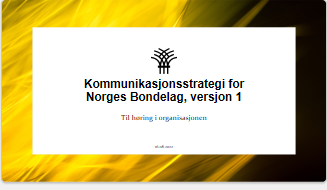 Kommunikasjonsstrategi for
Norges Bondelag, versjon 1
Til høring i organisasjonen